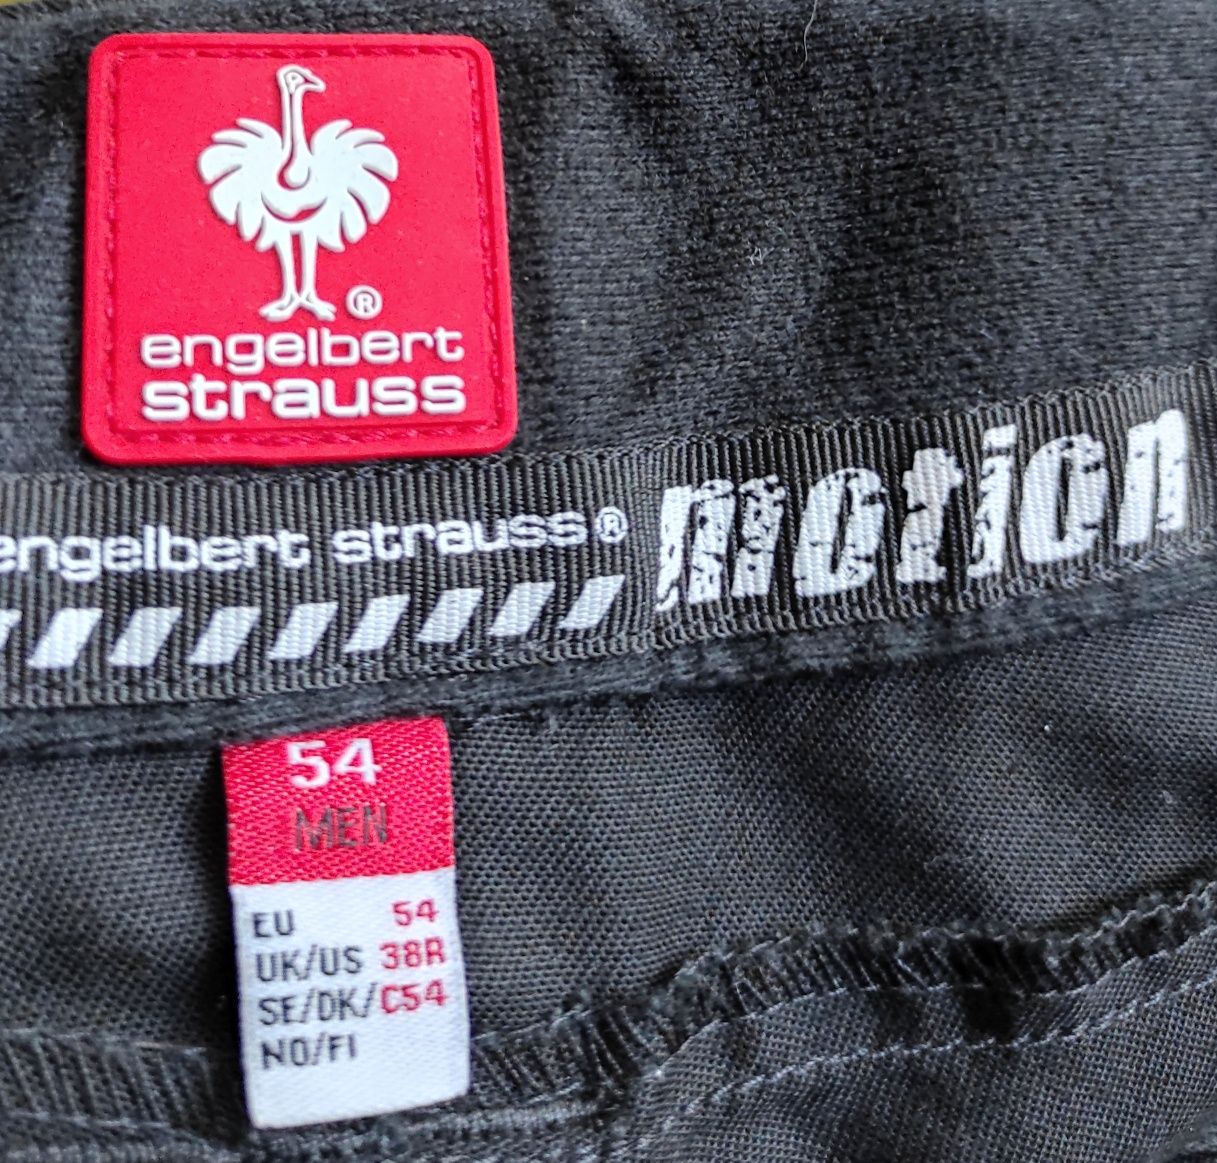 ®
engelbert
strauss
engelbert strauss® motion
54
MEN
EU 54
UK/US 38R
SE/DK/ C54
NO/FI